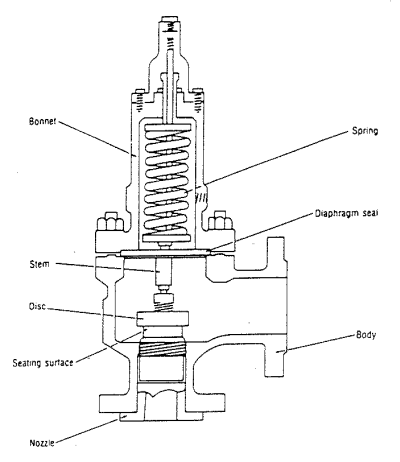 Bonnet
Spring
Diaphragm seal
Stem
Disc
Seating surface
Body
Nozzle